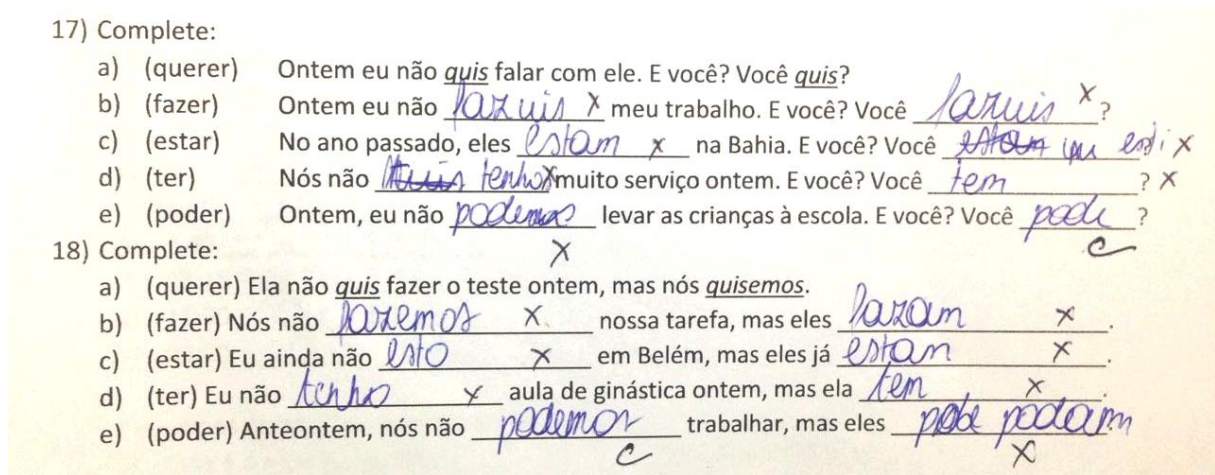 17) Complete:
a) (querer) Ontem eu não quis falar com ele. E você? Você quis?
b) (fazer) Ontem eu não fazuis X meu trabalho. E você? Você fazuis X?
c) (estar) No ano passado, eles estam X na Bahia. E você? Você esti X
d) (ter) Nós não tenho X muito serviço ontem. E você? Você tem ? X
e) (poder) Ontem, eu não podemos levar as crianças à escola. E você? Você pode ?
X C
18) Complete:
a) (querer) Ela não quis fazer o teste ontem, mas nós quisemos.
b) (fazer) Nós não fazemos X nossa tarefa, mas eles fazam X.
c) (estar) Eu ainda não esto X em Belém, mas eles já estan X.
d) (ter) Eu não tenho X aula de ginástica ontem, mas ela tem X.
e) (poder) Anteontem, nós não podemos trabalhar, mas eles podam
C X